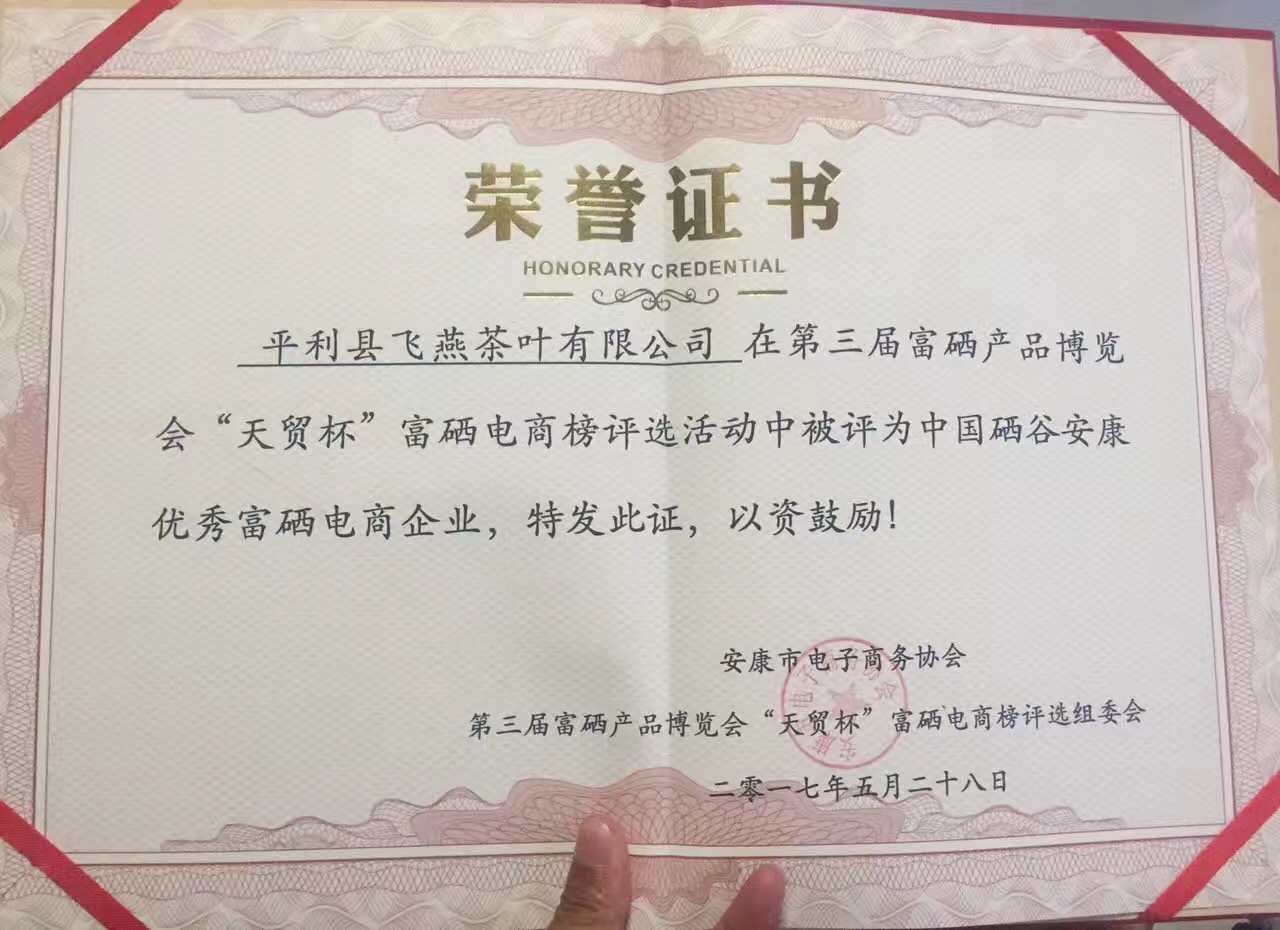 荣誉证书
HONORARY CREDENTIAL
平利县飞燕茶叶有限公司 在第三届富硒产品博览
会“天贸杯”富硒电商榜评选活动中被评为中国硒谷安康
优秀富硒电商企业，特发此证，以资鼓励！
安康市电子商务协会
第三届富硒产品博览会“天贸杯”富硒电商榜评选组委会
二零一七年五月二十八日